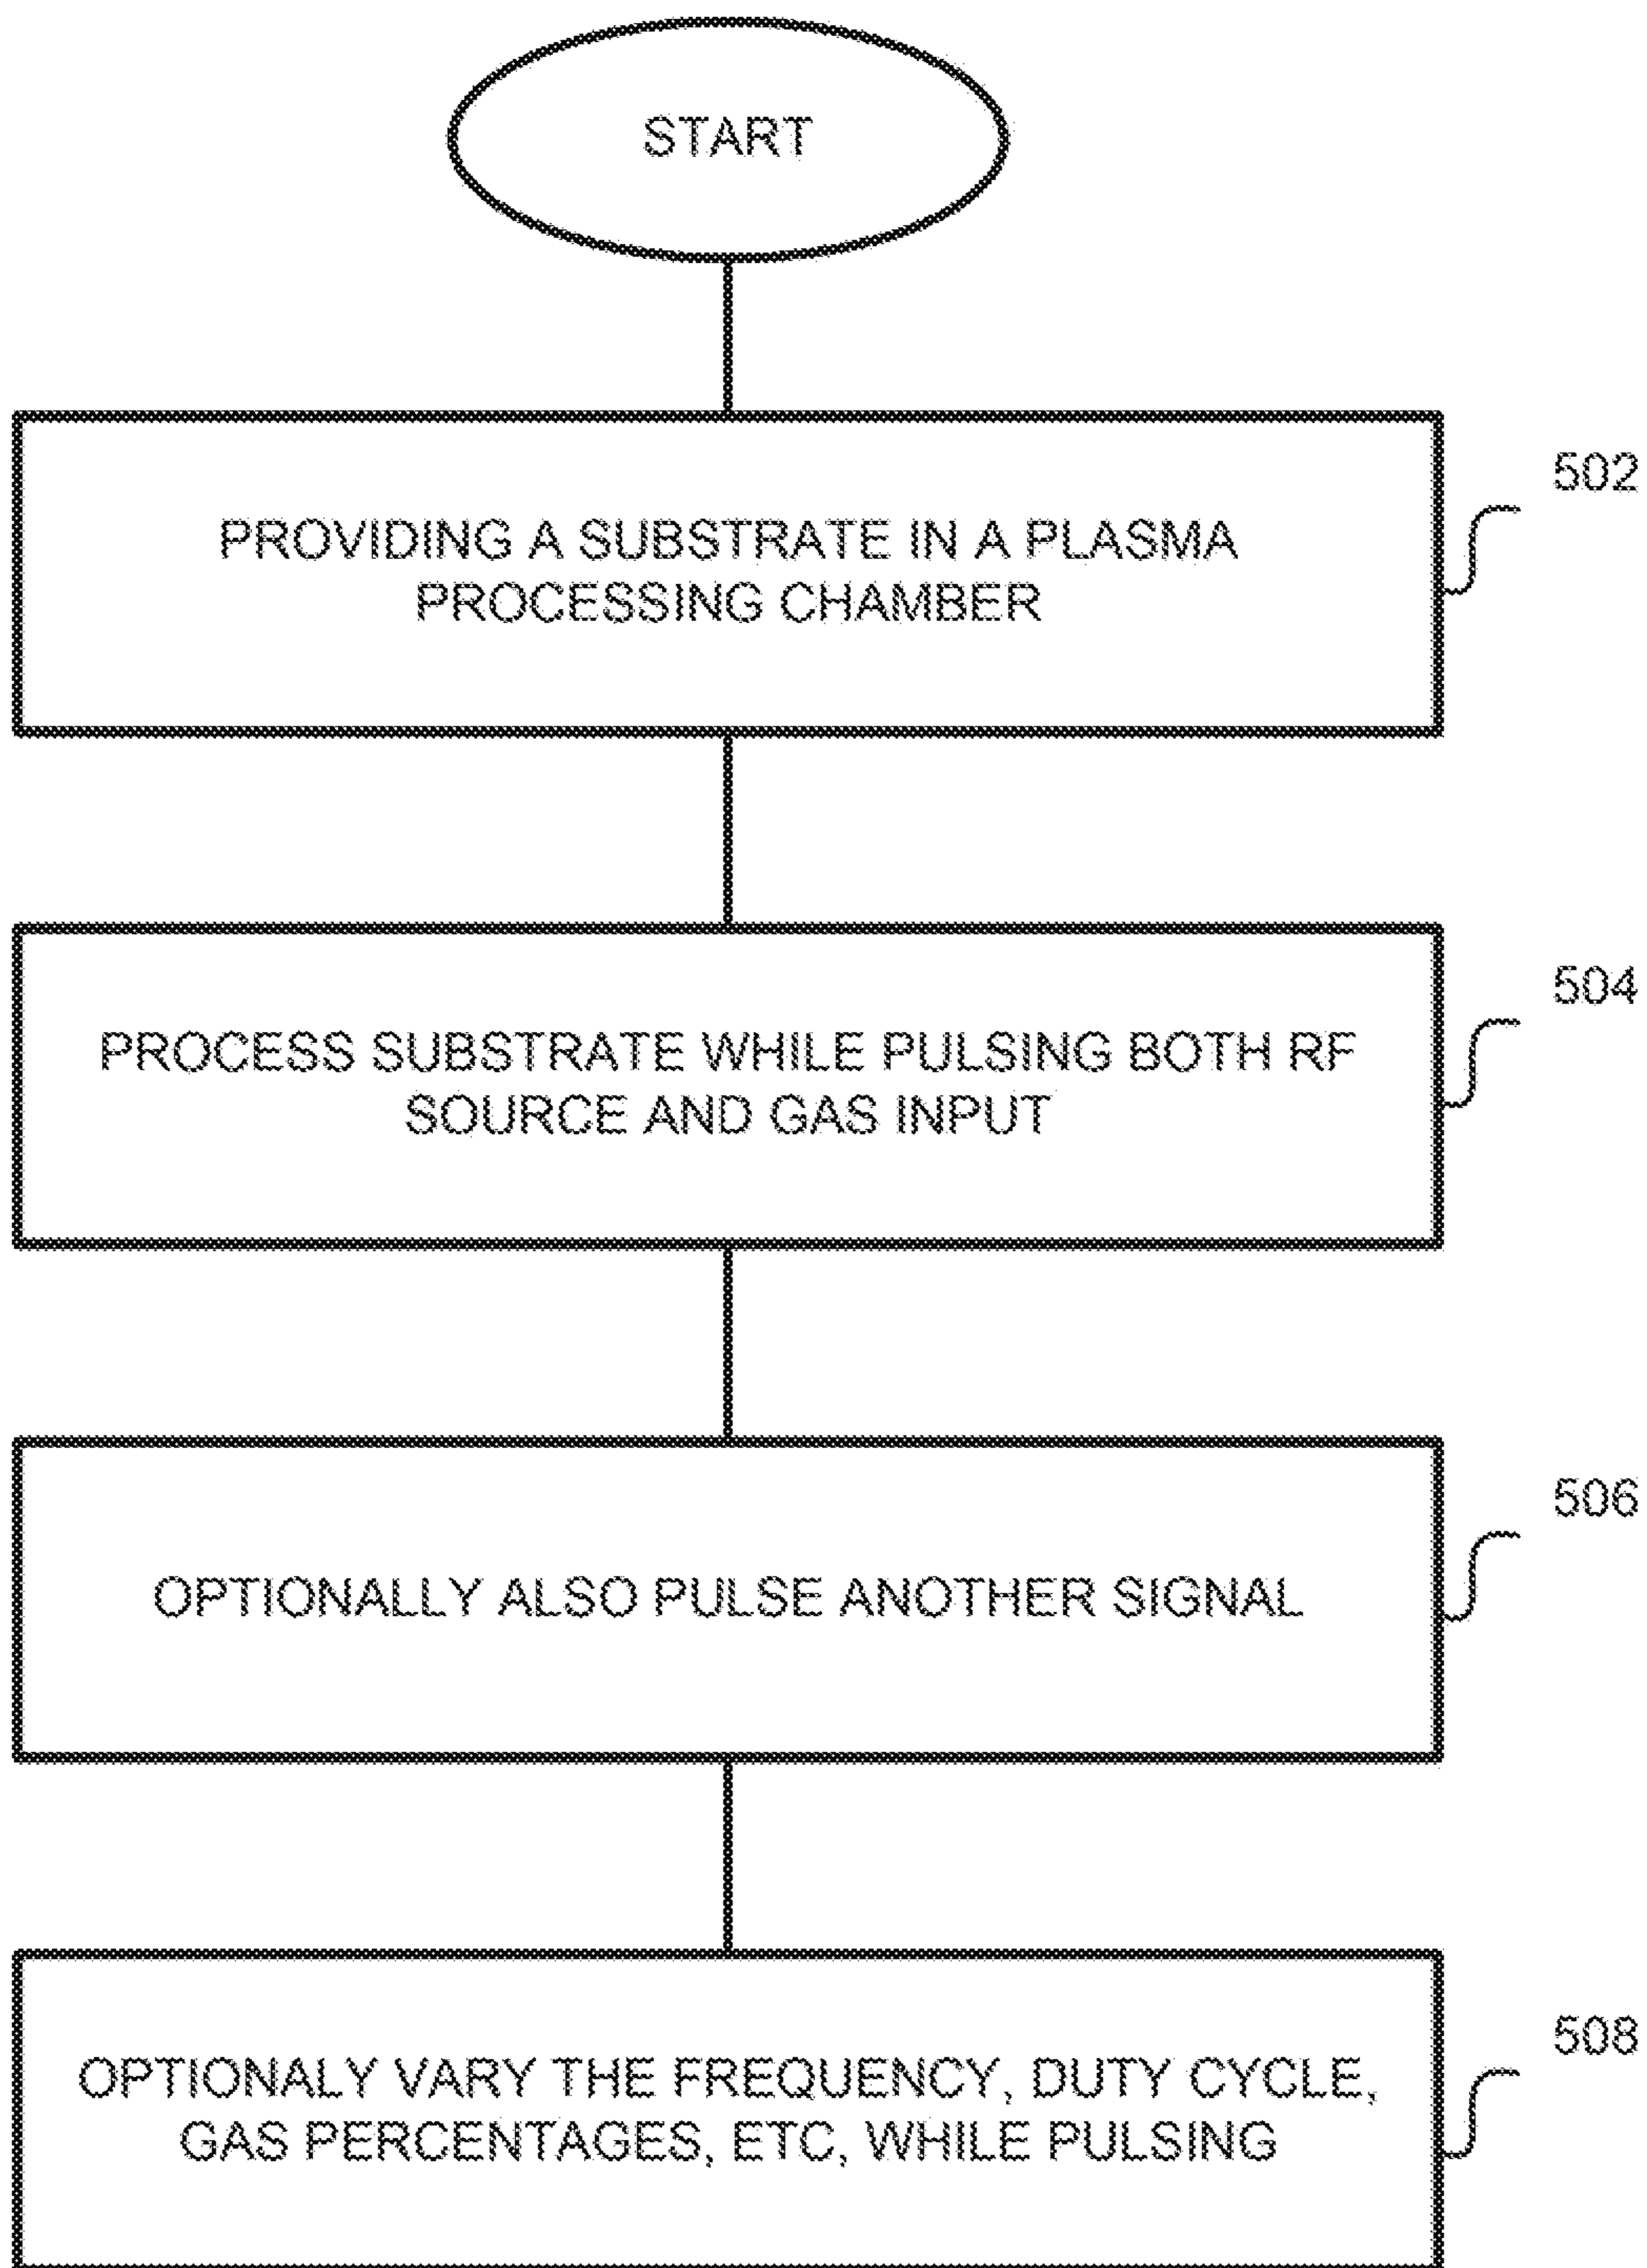 START
502
PROVIDING A SUBSTRATE IN A PLASMA
PROCESSING CHAMBER
504
PROCESS SUBSTRATE WHILE PULSING BOTH RF
SOURCE AND GAS INPUT
506
OPTIONALLY ALSO PULSE ANOTHER SIGNAL
508
OPTIONALY VARY THE FREQUENCY, DUTY CYCLE,
GAS PERCENTAGES, ETC, WHILE PULSING